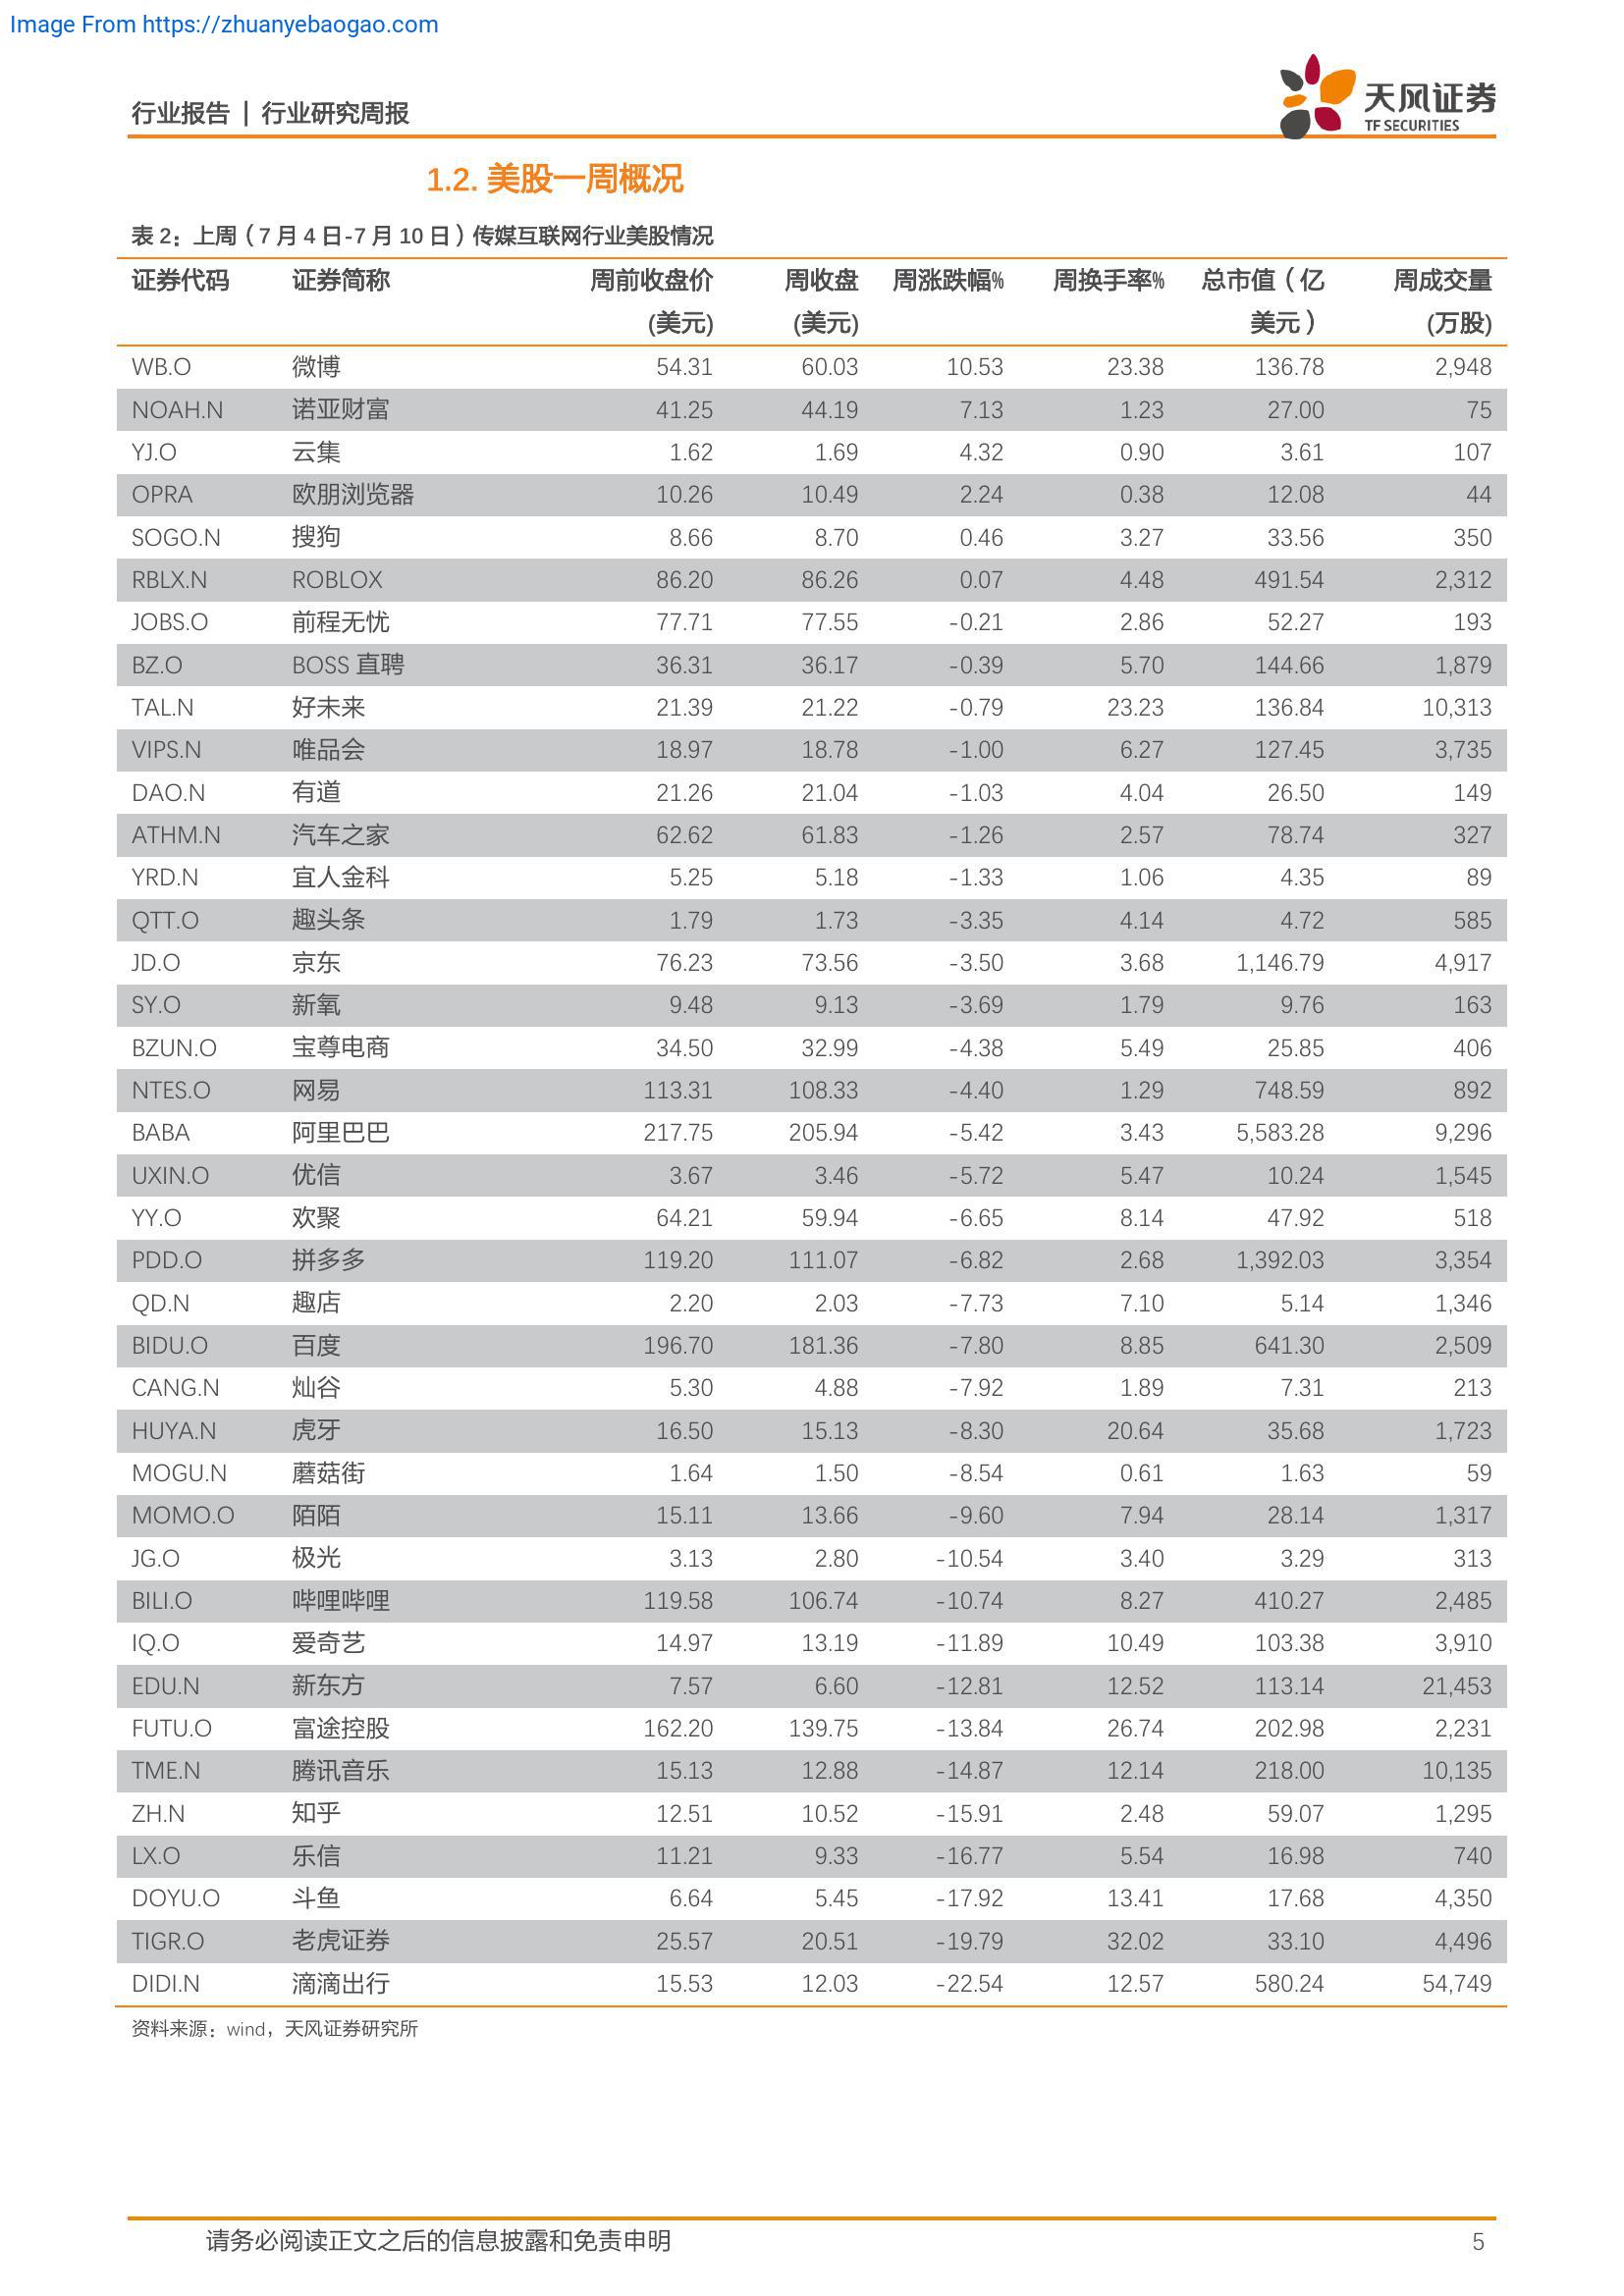 Image From https://zhuanyebaogao.com
行业报告 | 行业研究周报
天风证券
TF SECURITIES
1.2. 美股一周概况
表 2：上周（7 月 4 日-7 月 10 日）传媒互联网行业美股情况
证券代码 证券简称 周前收盘价 周收盘 周涨跌幅% 周换手率% 总市值（亿 周成交量
(美元) (美元) 美元） (万股)
WB.O 微博 54.31 60.03 10.53 23.38 136.78 2,948
NOAH.N 诺亚财富 41.25 44.19 7.13 1.23 27.00 75
YJ.O 云集 1.62 1.69 4.32 0.90 3.61 107
OPRA 欧朋浏览器 10.26 10.49 2.24 0.38 12.08 44
SOGO.N 搜狗 8.66 8.70 0.46 3.27 33.56 350
RBLX.N ROBLOX 86.20 86.26 0.07 4.48 491.54 2,312
JOBS.O 前程无忧 77.71 77.55 -0.21 2.86 52.27 193
BZ.O BOSS 直聘 36.31 36.17 -0.39 5.70 144.66 1,879
TAL.N 好未来 21.39 21.22 -0.79 23.23 136.84 10,313
VIPS.N 唯品会 18.97 18.78 -1.00 6.27 127.45 3,735
DAO.N 有道 21.26 21.04 -1.03 4.04 26.50 149
ATHM.N 汽车之家 62.62 61.83 -1.26 2.57 78.74 327
YRD.N 宜人金科 5.25 5.18 -1.33 1.06 4.35 89
QTT.O 趣头条 1.79 1.73 -3.35 4.14 4.72 585
JD.O 京东 76.23 73.56 -3.50 3.68 1,146.79 4,917
SY.O 新氧 9.48 9.13 -3.69 1.79 9.76 163
BZUN.O 宝尊电商 34.50 32.99 -4.38 5.49 25.85 406
NTES.O 网易 113.31 108.33 -4.40 1.29 748.59 892
BABA 阿里巴巴 217.75 205.94 -5.42 3.43 5,583.28 9,296
UXIN.O 优信 3.67 3.46 -5.72 5.47 10.24 1,545
YY.O 欢聚 64.21 59.94 -6.65 8.14 47.92 518
PDD.O 拼多多 119.20 111.07 -6.82 2.68 1,392.03 3,354
QD.N 趣店 2.20 2.03 -7.73 7.10 5.14 1,346
BIDU.O 百度 196.70 181.36 -7.80 8.85 641.30 2,509
CANG.N 灿谷 5.30 4.88 -7.92 1.89 7.31 213
HUYA.N 虎牙 16.50 15.13 -8.30 20.64 35.68 1,723
MOGU.N 蘑菇街 1.64 1.50 -8.54 0.61 1.63 59
MOMO.O 陌陌 15.11 13.66 -9.60 7.94 28.14 1,317
JG.O 极光 3.13 2.80 -10.54 3.40 3.29 313
BILI.O 哔哩哔哩 119.58 106.74 -10.74 8.27 410.27 2,485
IQ.O 爱奇艺 14.97 13.19 -11.89 10.49 103.38 3,910
EDU.N 新东方 7.57 6.60 -12.81 12.52 113.14 21,453
FUTU.O 富途控股 162.20 139.75 -13.84 26.74 202.98 2,231
TME.N 腾讯音乐 15.13 12.88 -14.87 12.14 218.00 10,135
ZH.N 知乎 12.51 10.52 -15.91 2.48 59.07 1,295
LX.O 乐信 11.21 9.33 -16.77 5.54 16.98 740
DOYU.O 斗鱼 6.64 5.45 -17.92 13.41 17.68 4,350
TIGR.O 老虎证券 25.57 20.51 -19.79 32.02 33.10 4,496
DIDI.N 滴滴出行 15.53 12.03 -22.54 12.57 580.24 54,749
资料来源：wind，天风证券研究所
请务必阅读正文之后的信息披露和免责申明 5